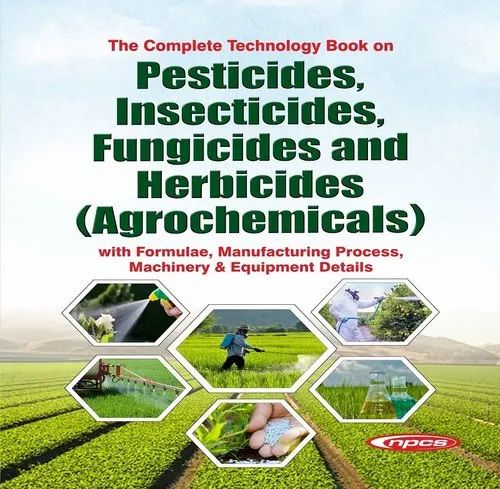 The Complete Technology Book on
Pesticides,
Insecticides,
Fungicides and
Herbicides
(Agrochemicals)
with Formulae, Manufacturing Process,
Machinery & Equipment Details
npcs